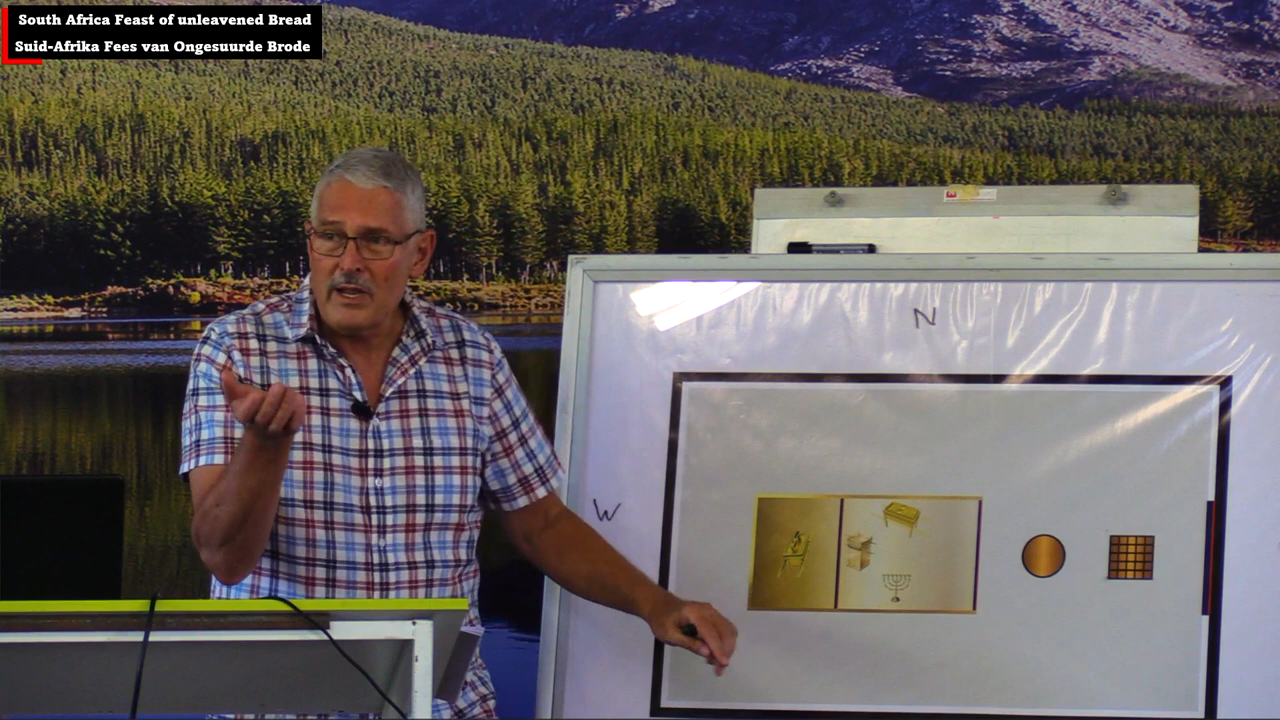 South Africa Feast of unleavened Bread
Suid-Afrika Fees van Ongesuurde Brode
N
W